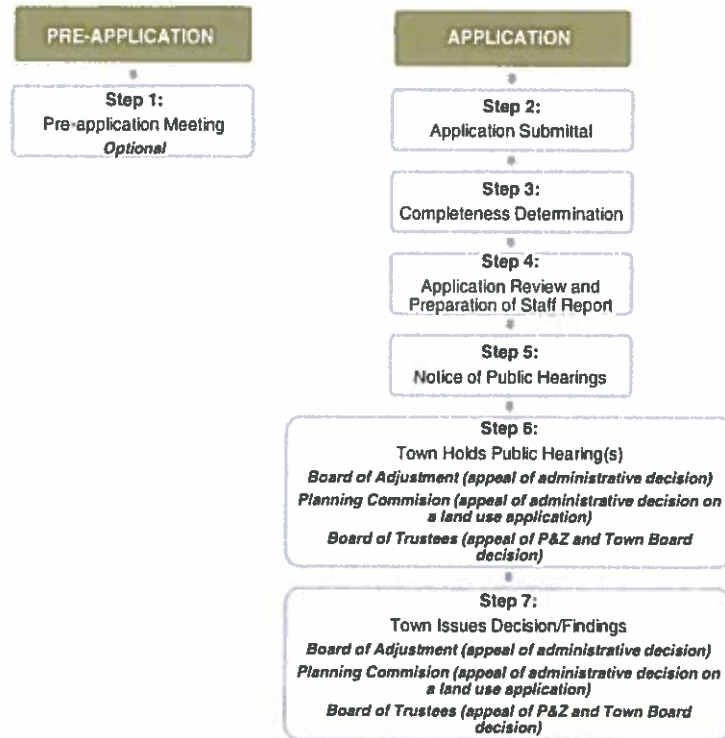 PRE-APPLICATION
Step 1:
Pre-application Meeting
Optional
APPLICATION
Step 2:
Application Submittal
Step 3:
Completeness Determination
Step 4:
Application Review and
Preparation of Staff Report
Step 5:
Notice of Public Hearings
Step 6:
Town Holds Public Hearing(s)
Board of Adjustment (appeal of administrative decision)
Planning Commision (appeal of administrative decision on
a land use application)
Board of Trustees (appeal of P&Z and Town Board
decision)
Step 7:
Town Issues Decision/Findings
Board of Adjustment (appeal of administrative decision)
Planning Commision (appeal of administrative decision on
a land use application)
Board of Trustees (appeal of P&Z and Town Board
decision)